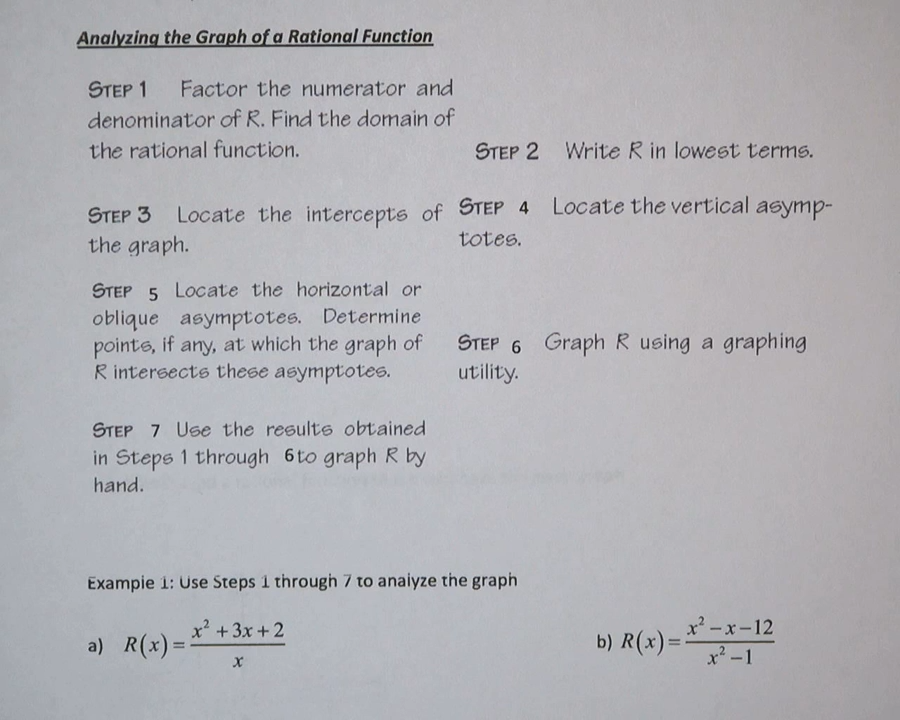 Analyzing the Graph of a Rational Function
STEP 1 Factor the numerator and
denominator of R. Find the domain of
the rational function.
STEP 2 Write R in lowest terms.
STEP 3 Locate the intercepts of
the graph.
STEP 4 Locate the vertical asymp-
totes.
STEP 5 Locate the horizontal or
oblique asymptotes. Determine
points, if any, at which the graph of
R intersects these asymptotes.
STEP 6 Graph R using a graphing
utility.
STEP 7 Use the results obtained
in Steps 1 through 6 to graph R by
hand.
Example 1: Use Steps 1 through 7 to analyze the graph
a) R(x) = (x² + 3x + 2) / x
b) R(x) = (x² − x − 12) / (x² − 1)